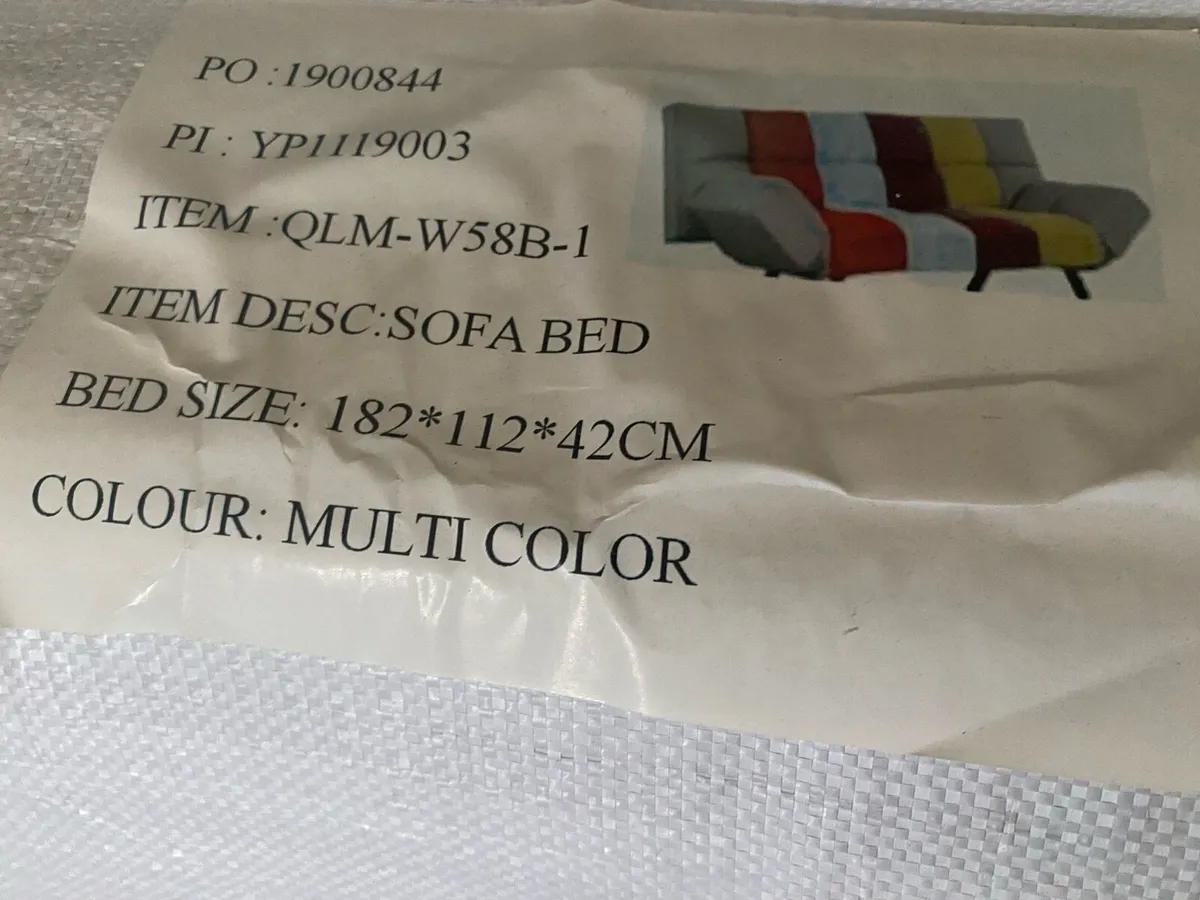 PO :1900844
PI : YP1119003
ITEM :QLM-W58B-1
ITEM DESC:SOFA BED
BED SIZE: 182*112*42CM
COLOUR: MULTI COLOR